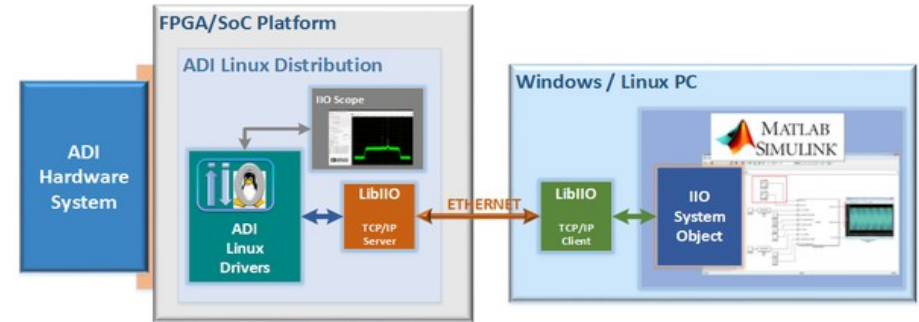 FPGA/SoC Platform
ADI Linux Distribution
IIO Scope
ADI
Hardware
System
ADI
Linux
Drivers
LibIIO
TCP/IP
Server
ETHERNET
Windows / Linux PC
MATLAB
SIMULINK
LibIIO
TCP/IP
Client
IIO
System
Object